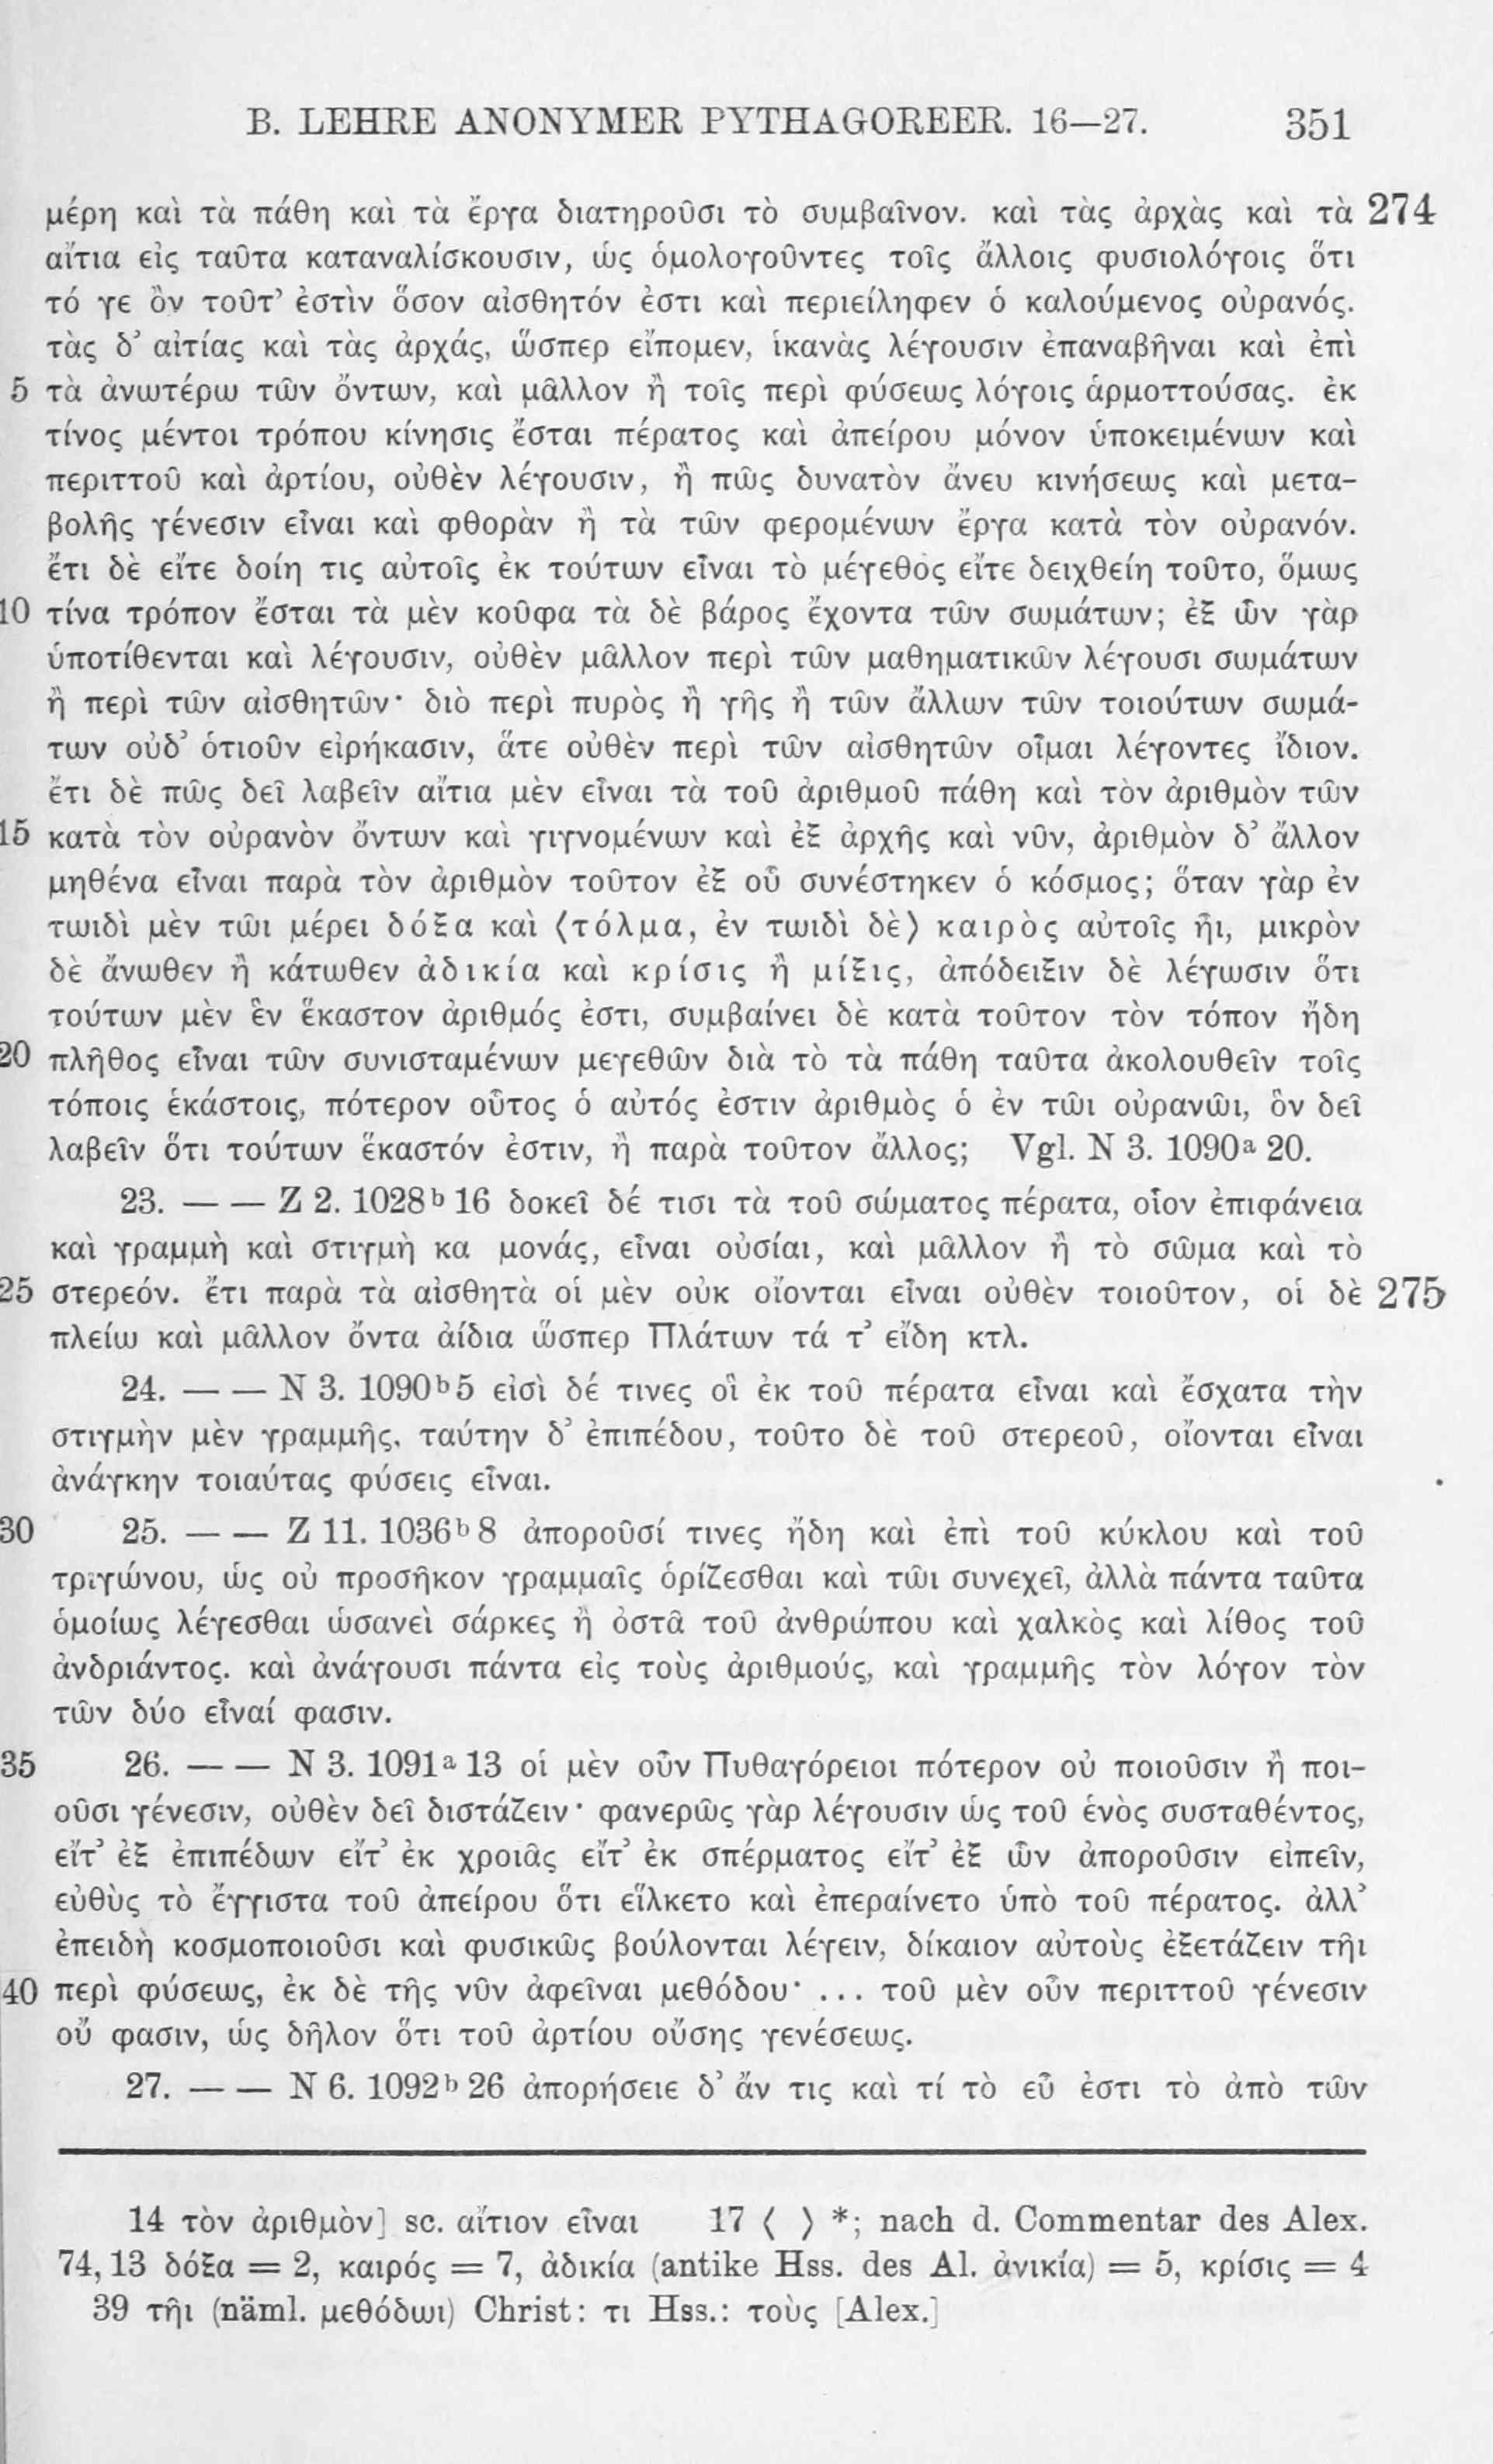 B. LEHRE ANONYMER PYTHAGOREER. 16—27. 351
μέρη καὶ τὰ πάθη καὶ τὰ ἔργα διατηροῦσι τὸ συμβαῖνον. καὶ τὰς ἀρχὰς καὶ τὰ 274
αἴτια εἰς ταῦτα καταναλίσκουσιν, ὡς ὁμολογοῦντες τοῖς ἄλλοις φυσιολόγοις ὅτι
τό γε ὂν τοῦτ’ ἐστὶν ὅσον αἰσθητόν ἐστι καὶ περιείληφεν ὁ καλούμενος οὐρανός.
τὰς δ’ αἰτίας καὶ τὰς ἀρχάς, ὥσπερ εἴπομεν, ἱκανὰς λέγουσιν ἐπαναβῆναι καὶ ἐπὶ
5 τὰ ἀνωτέρω τῶν ὄντων, καὶ μᾶλλον ἢ τοῖς περὶ φύσεως λόγοις ἁρμοττούσας. ἐκ
τίνος μέντοι τρόπου κίνησις ἔσται πέρατος καὶ ἀπείρου μόνον ὑποκειμένων καὶ
περιττοῦ καὶ ἀρτίου, οὐθὲν λέγουσιν, ἢ πῶς δυνατὸν ἄνευ κινήσεως καὶ μετα-
βολῆς γένεσιν εἶναι καὶ φθορὰν ἢ τὰ τῶν φερομένων ἔργα κατὰ τὸν οὐρανόν.
ἔτι δὲ εἴτε δοίη τις αὐτοῖς ἐκ τούτων εἶναι τὸ μέγεθος εἴτε δειχθείη τοῦτο, ὅμως
10 τίνα τρόπον ἔσται τὰ μὲν κοῦφα τὰ δὲ βάρος ἔχοντα τῶν σωμάτων; ἐξ ὧν γὰρ
ὑποτίθενται καὶ λέγουσιν, οὐθὲν μᾶλλον περὶ τῶν μαθηματικῶν λέγουσι σωμάτων
ἢ περὶ τῶν αἰσθητῶν· διὸ περὶ πυρὸς ἢ γῆς ἢ τῶν ἄλλων τῶν τοιούτων σωμά-
των οὐδ’ ὁτιοῦν εἰρήκασιν, ἅτε οὐθὲν περὶ τῶν αἰσθητῶν οἶμαι λέγοντες ἴδιον.
ἔτι δὲ πῶς δεῖ λαβεῖν αἴτια μὲν εἶναι τὰ τοῦ ἀριθμοῦ πάθη καὶ τὸν ἀριθμὸν τῶν
15 κατὰ τὸν οὐρανὸν ὄντων καὶ γιγνομένων καὶ ἐξ ἀρχῆς καὶ νῦν, ἀριθμὸν δ’ ἄλλον
μηθένα εἶναι παρὰ τὸν ἀριθμὸν τοῦτον ἐξ οὗ συνέστηκεν ὁ κόσμος; ὅταν γὰρ ἐν
τωιδὶ μὲν τῶι μέρει δόξα καὶ ⟨τόλμα, ἐν τωιδὶ δὲ⟩ καιρὸς αὐτοῖς ἦι, μικρὸν
δὲ ἄνωθεν ἢ κάτωθεν ἀδικία καὶ κρίσις ἢ μίξις, ἀπόδειξιν δὲ λέγωσιν ὅτι
τούτων μὲν ἓν ἕκαστον ἀριθμός ἐστι, συμβαίνει δὲ κατὰ τοῦτον τὸν τόπον ἤδη
20 πλῆθος εἶναι τῶν συνισταμένων μεγεθῶν διὰ τὸ τὰ πάθη ταῦτα ἀκολουθεῖν τοῖς
τόποις ἑκάστοις, πότερον οὗτος ὁ αὐτός ἐστιν ἀριθμὸς ὁ ἐν τῶι οὐρανῶι, ὃν δεῖ
λαβεῖν ὅτι τούτων ἕκαστόν ἐστιν, ἢ παρὰ τοῦτον ἄλλος; Vgl. N 3. 1090ᵃ 20.
23. — — Z 2. 1028ᵇ 16 δοκεῖ δέ τισι τὰ τοῦ σώματος πέρατα, οἷον ἐπιφάνεια
καὶ γραμμὴ καὶ στιγμὴ κα μονάς, εἶναι οὐσίαι, καὶ μᾶλλον ἢ τὸ σῶμα καὶ τὸ
25 στερεόν. ἔτι παρὰ τὰ αἰσθητὰ οἱ μὲν οὐκ οἴονται εἶναι οὐθὲν τοιοῦτον, οἱ δὲ 275
πλείω καὶ μᾶλλον ὄντα ἀίδια ὥσπερ Πλάτων τά τ’ εἴδη κτλ.
24. — — N 3. 1090ᵇ 5 εἰσὶ δέ τινες οἳ ἐκ τοῦ πέρατα εἶναι καὶ ἔσχατα τὴν
στιγμὴν μὲν γραμμῆς, ταύτην δ’ ἐπιπέδου, τοῦτο δὲ τοῦ στερεοῦ, οἴονται εἶναι
ἀνάγκην τοιαύτας φύσεις εἶναι.
30 25. — — Z 11. 1036ᵇ 8 ἀποροῦσί τινες ἤδη καὶ ἐπὶ τοῦ κύκλου καὶ τοῦ
τριγώνου, ὡς οὐ προσῆκον γραμμαῖς ὁρίζεσθαι καὶ τῶι συνεχεῖ, ἀλλὰ πάντα ταῦτα
ὁμοίως λέγεσθαι ὡσανεὶ σάρκες ἢ ὀστᾶ τοῦ ἀνθρώπου καὶ χαλκὸς καὶ λίθος τοῦ
ἀνδριάντος. καὶ ἀνάγουσι πάντα εἰς τοὺς ἀριθμούς, καὶ γραμμῆς τὸν λόγον τὸν
τῶν δύο εἶναί φασιν.
35 26. — — N 3. 1091ᵃ 13 οἱ μὲν οὖν Πυθαγόρειοι πότερον οὐ ποιοῦσιν ἢ ποι-
οῦσι γένεσιν, οὐθὲν δεῖ διστάζειν· φανερῶς γὰρ λέγουσιν ὡς τοῦ ἑνὸς συσταθέντος,
εἴτ’ ἐξ ἐπιπέδων εἴτ’ ἐκ χροιᾶς εἴτ’ ἐκ σπέρματος εἴτ’ ἐξ ὧν ἀποροῦσιν εἰπεῖν,
εὐθὺς τὸ ἔγγιστα τοῦ ἀπείρου ὅτι εἵλκετο καὶ ἐπεραίνετο ὑπὸ τοῦ πέρατος. ἀλλ’
ἐπειδὴ κοσμοποιοῦσι καὶ φυσικῶς βούλονται λέγειν, δίκαιον αὐτοὺς ἐξετάζειν τῆι
40 περὶ φύσεως, ἐκ δὲ τῆς νῦν ἀφεῖναι μεθόδου· ... τοῦ μὲν οὖν περιττοῦ γένεσιν
οὔ φασιν, ὡς δῆλον ὅτι τοῦ ἀρτίου οὔσης γενέσεως.
27. — — N 6. 1092ᵇ 26 ἀπορήσειε δ’ ἄν τις καὶ τί τὸ εὖ ἐστι τὸ ἀπὸ τῶν
14 τὸν ἀριθμὸν] sc. αἴτιον εἶναι 17 ⟨ ⟩ *; nach d. Commentar des Alex.
74, 13 δόξα = 2, καιρός = 7, ἀδικία (antike Hss. des Al. ἀνικία) = 5, κρίσις = 4
39 τῆι (näml. μεθόδωι) Christ: τι Hss.: τοὺς [Alex.]